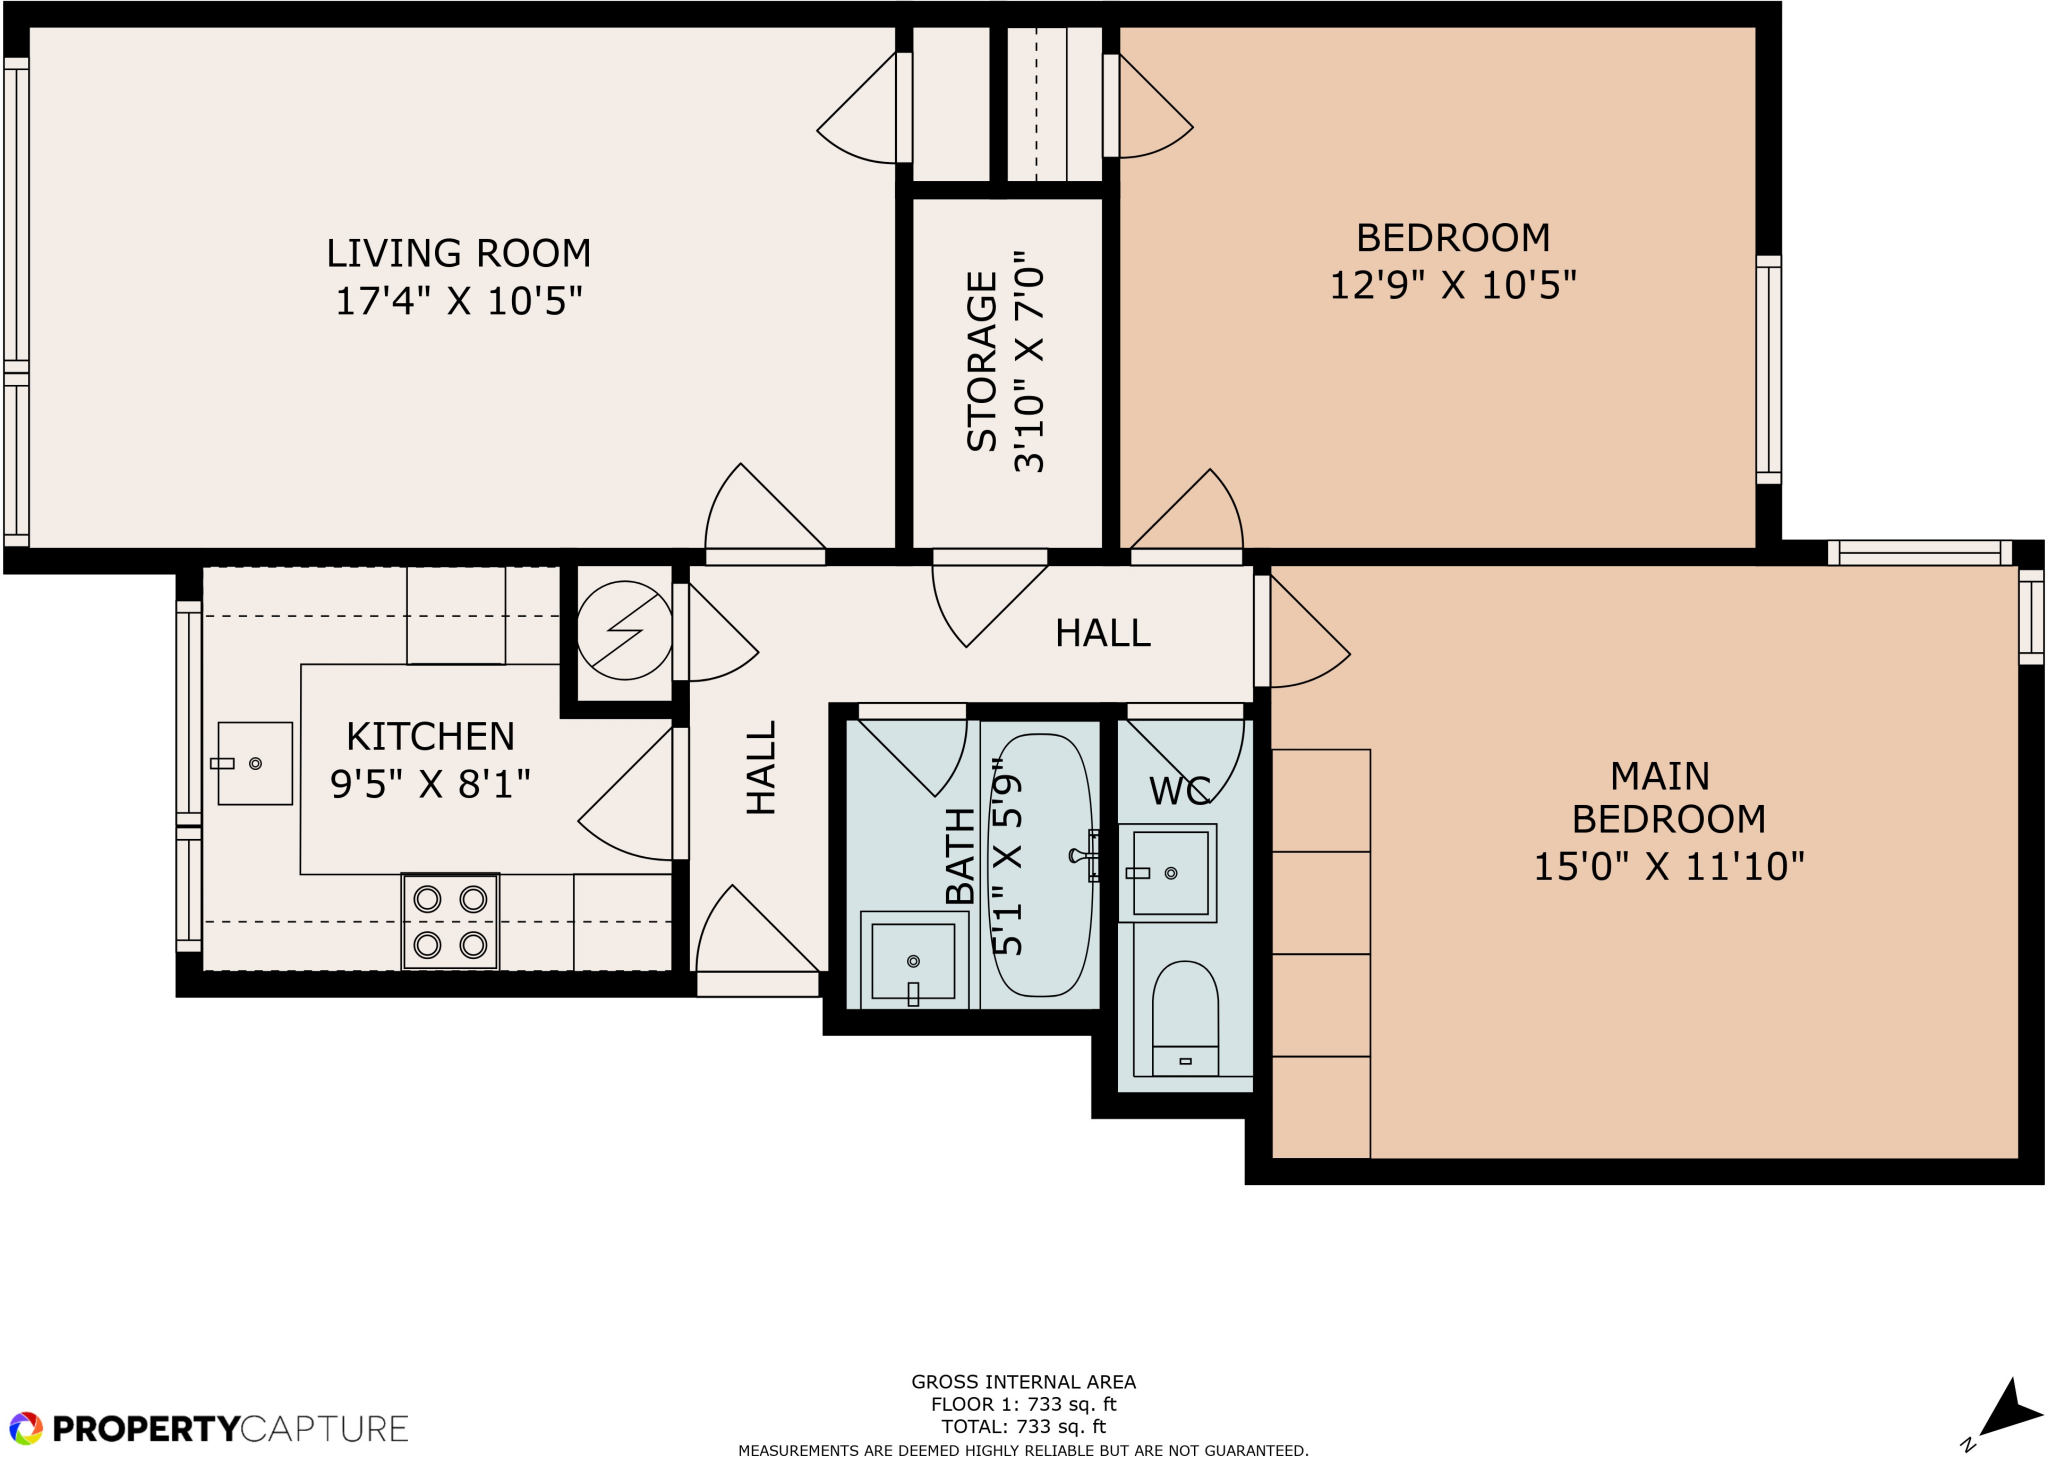 LIVING ROOM
17'4" X 10'5"
STORAGE
3'10" X 7'0"
BEDROOM
12'9" X 10'5"
KITCHEN
9'5" X 8'1"
HALL
HALL
BATH
5'1" X 5'9"
WC
MAIN
BEDROOM
15'0" X 11'10"
GROSS INTERNAL AREA
FLOOR 1: 733 sq. ft
TOTAL: 733 sq. ft
MEASUREMENTS ARE DEEMED HIGHLY RELIABLE BUT ARE NOT GUARANTEED.
PROPERTYCAPTURE
N